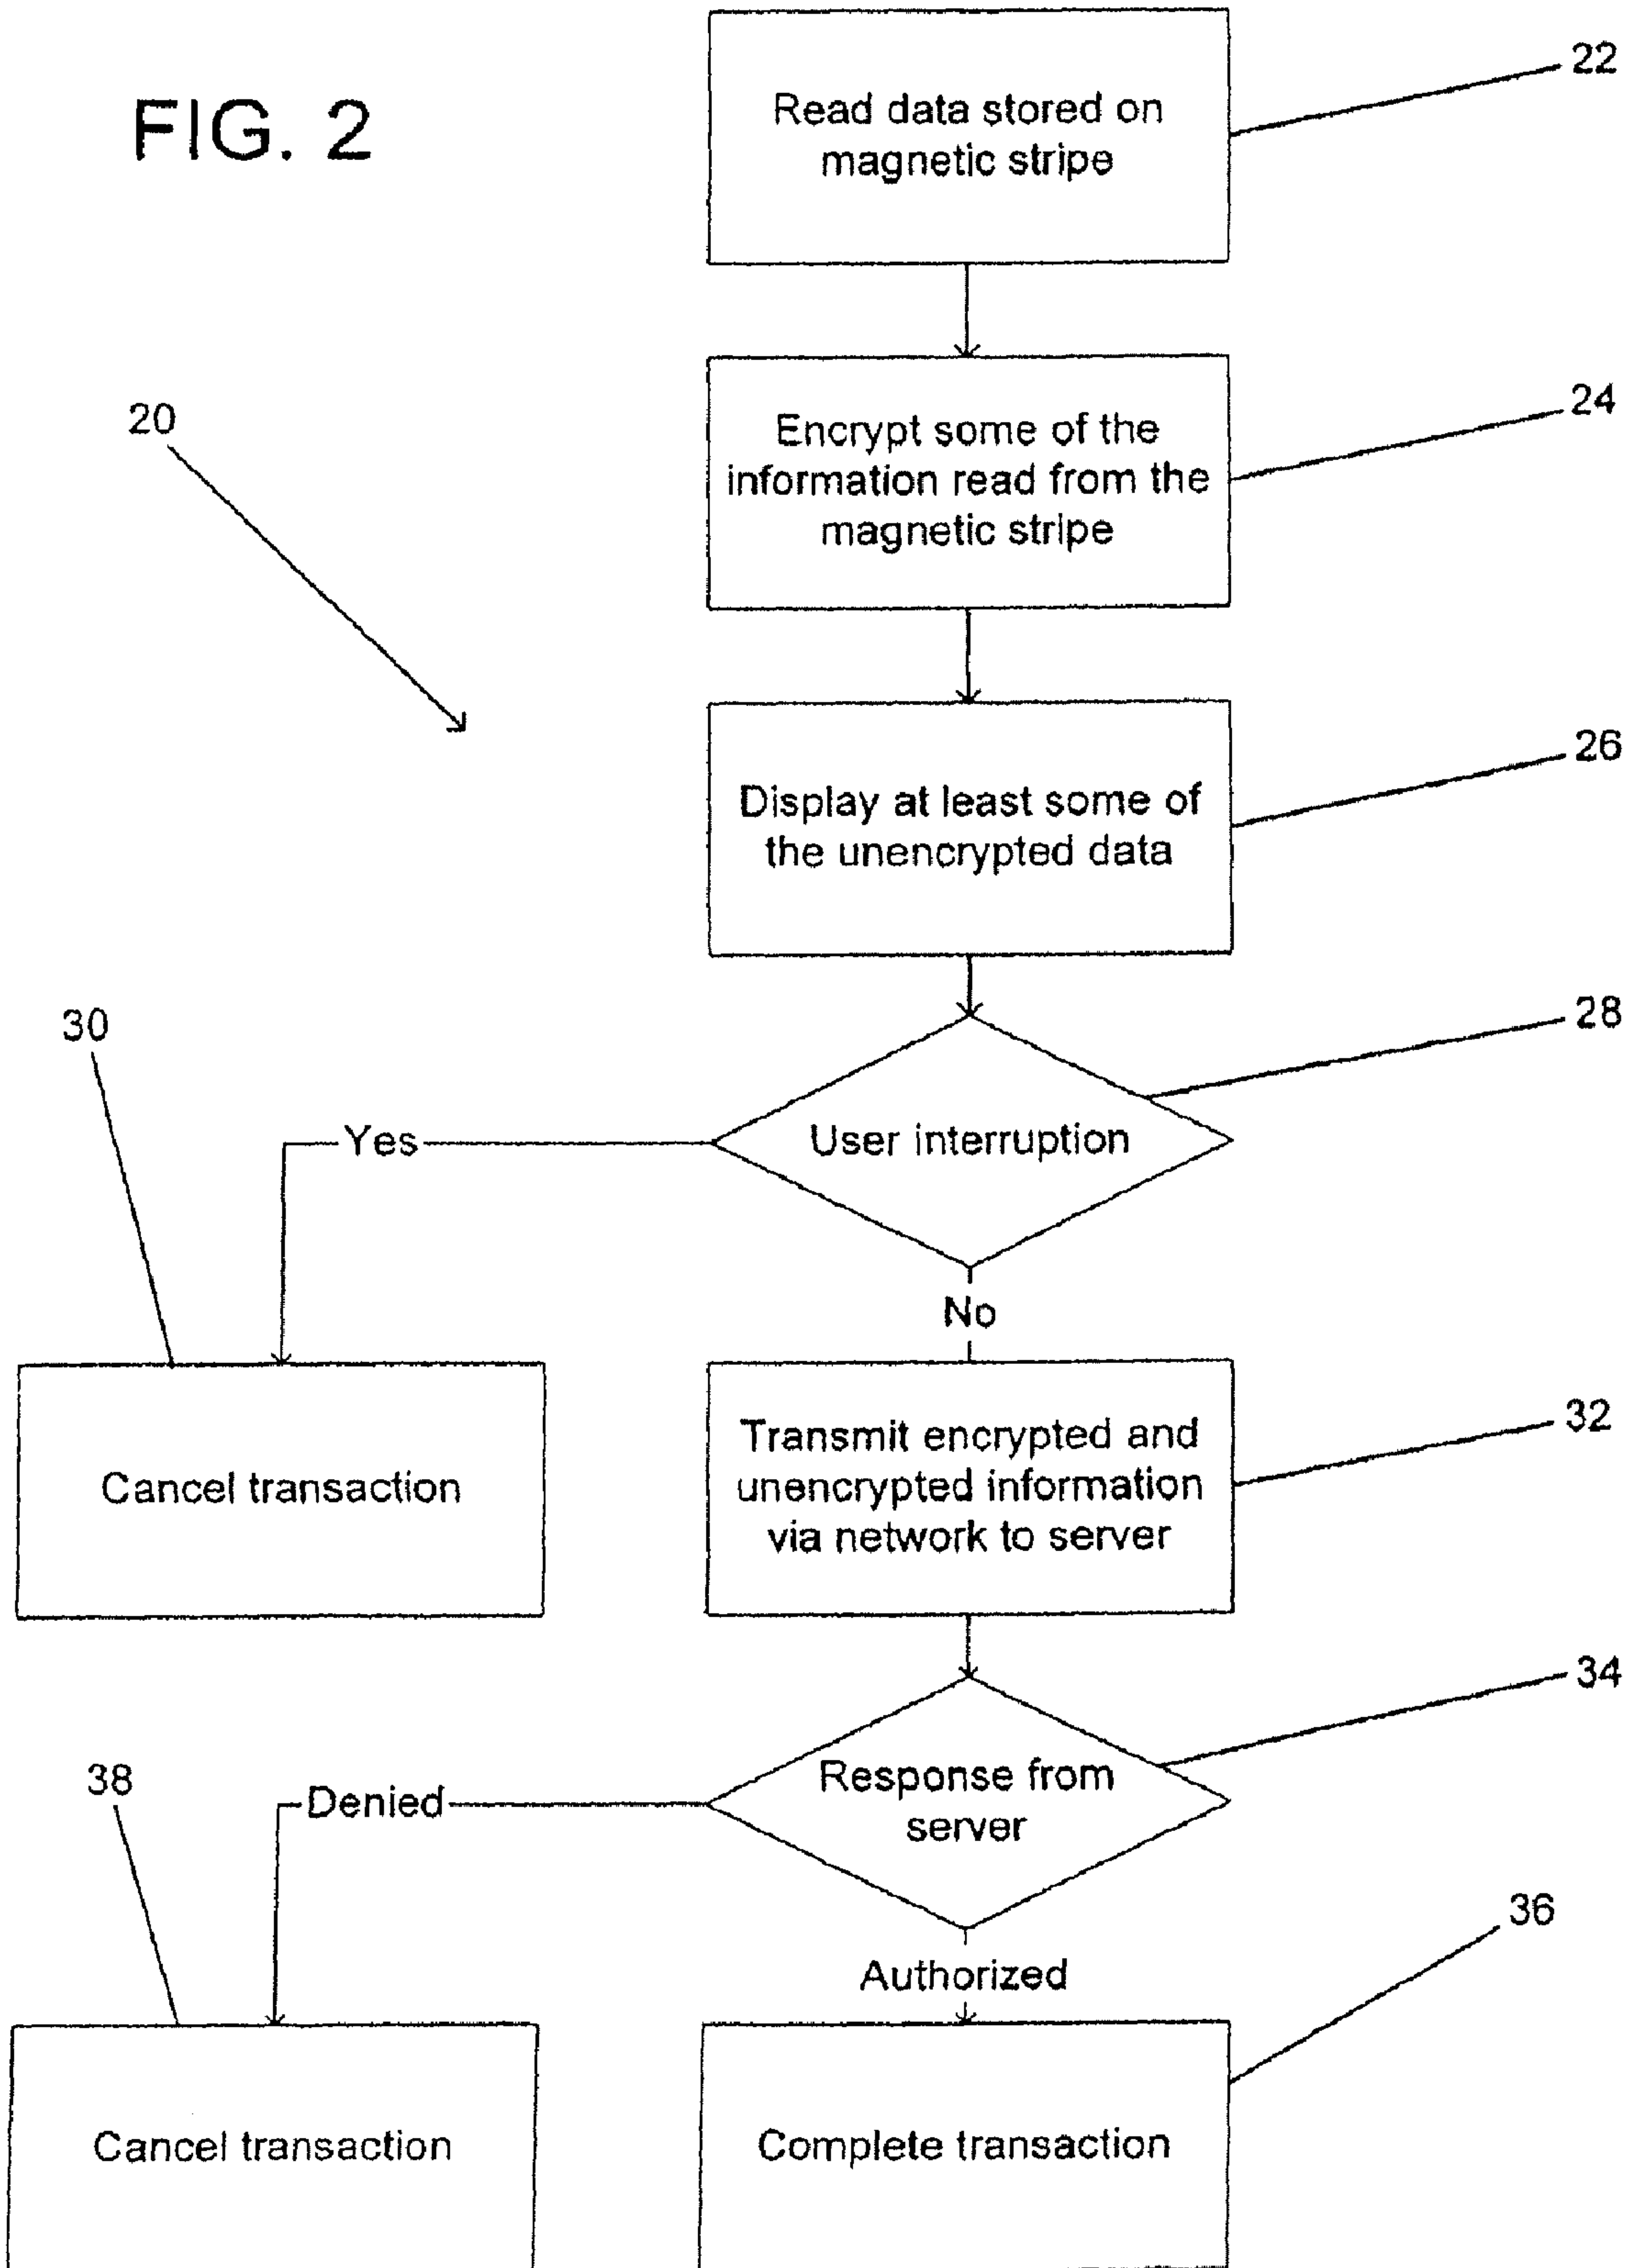 FIG. 2
Read data stored on
magnetic stripe
22
Encrypt some of the
information read from the
magnetic stripe
24
20
Display at least some of
the unencrypted data
26
User interruption
28
Yes
30
No
Cancel transaction
Transmit encrypted and
unencrypted information
via network to server
32
Response from
server
34
Denied
38
Authorized
36
Cancel transaction
Complete transaction